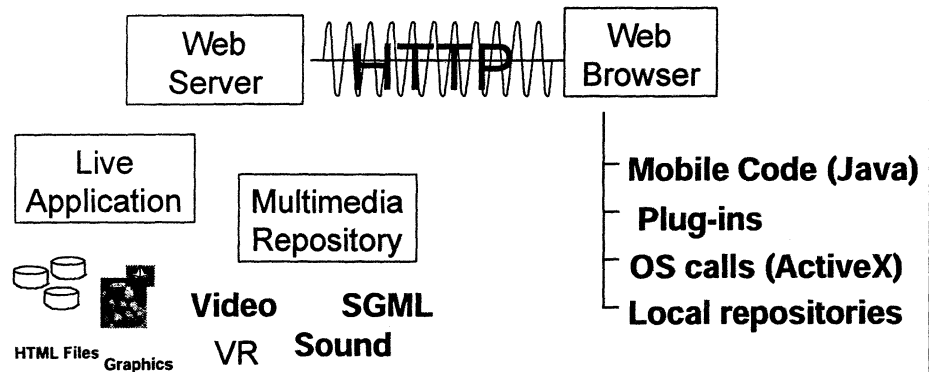 Web
Server
HTTP
Web
Browser
Live
Application
Multimedia
Repository
Mobile Code (Java)
Plug-ins
OS calls (ActiveX)
Local repositories
Video
SGML
VR
Sound
HTML Files
Graphics